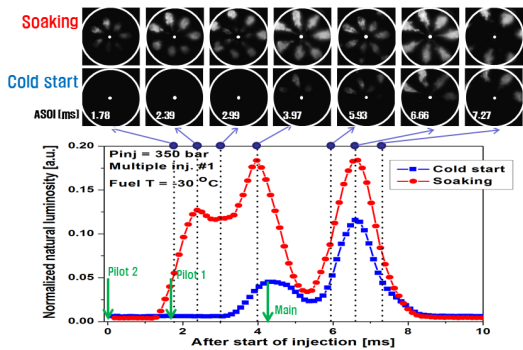 Soaking
Cold start
ASOI [ms]
1.78
2.39
2.99
3.97
5.93
6.66
7.27
Pinj = 350 bar
Multiple inj. #1
Fuel T = -30 °C
Cold start
Soaking
Pilot 2
Pilot 1
Main
Normalized natural luminosity [a.u.]
0.20
0.15
0.10
0.05
0.00
0
2
4
6
8
10
After start of injection [ms]